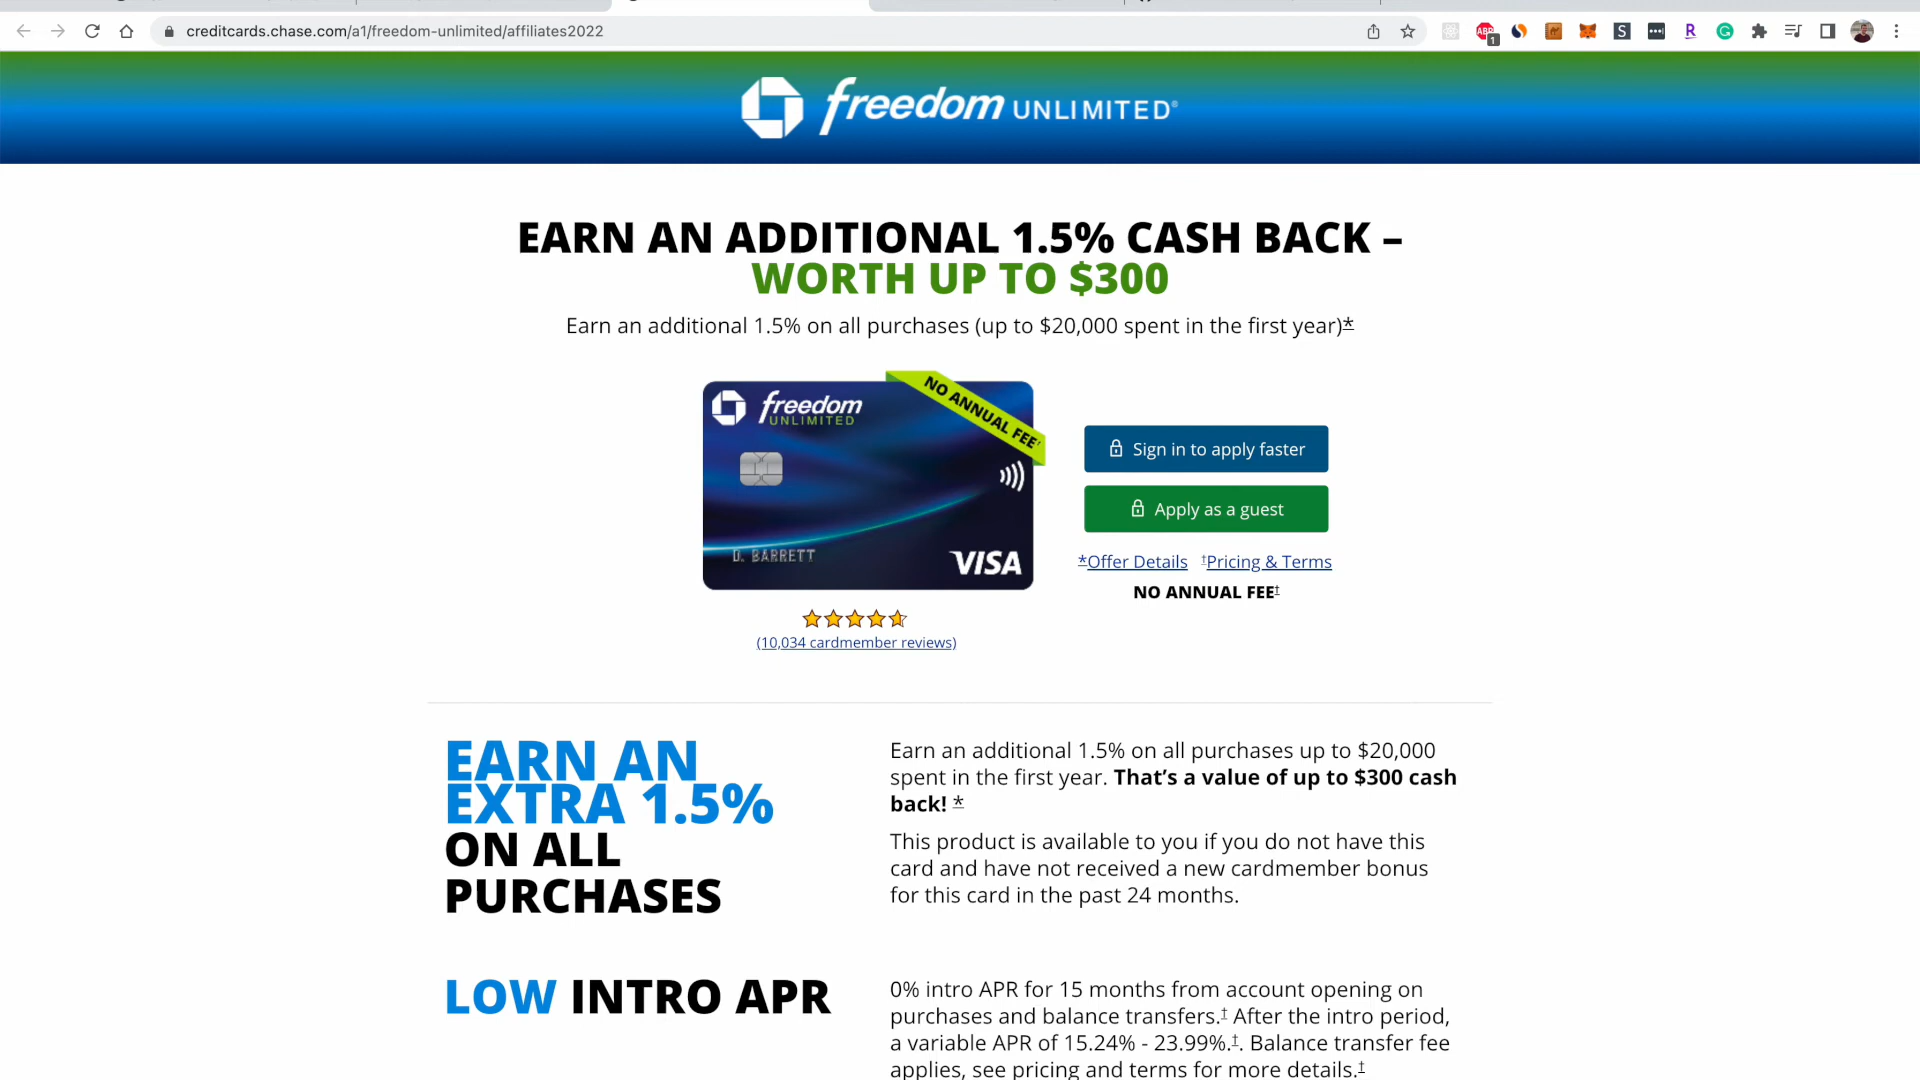 creditcards.chase.com/a1/freedom-unlimited/affiliates2022
ABP
1
S
R
G
freedom UNLIMITED®
EARN AN ADDITIONAL 1.5% CASH BACK –
WORTH UP TO $300
Earn an additional 1.5% on all purchases (up to $20,000 spent in the first year)*
NO ANNUAL FEE†
freedom
UNLIMITED
Sign in to apply faster
Apply as a guest
D. BARRETT
VISA
*Offer Details †Pricing & Terms
NO ANNUAL FEE†
(10,034 cardmember reviews)
EARN AN
EXTRA 1.5%
ON ALL
PURCHASES
Earn an additional 1.5% on all purchases up to $20,000
spent in the first year. That’s a value of up to $300 cash
back! *
This product is available to you if you do not have this
card and have not received a new cardmember bonus
for this card in the past 24 months.
LOW INTRO APR
0% intro APR for 15 months from account opening on
purchases and balance transfers.† After the intro period,
a variable APR of 15.24% - 23.99%.†. Balance transfer fee
applies, see pricing and terms for more details.†